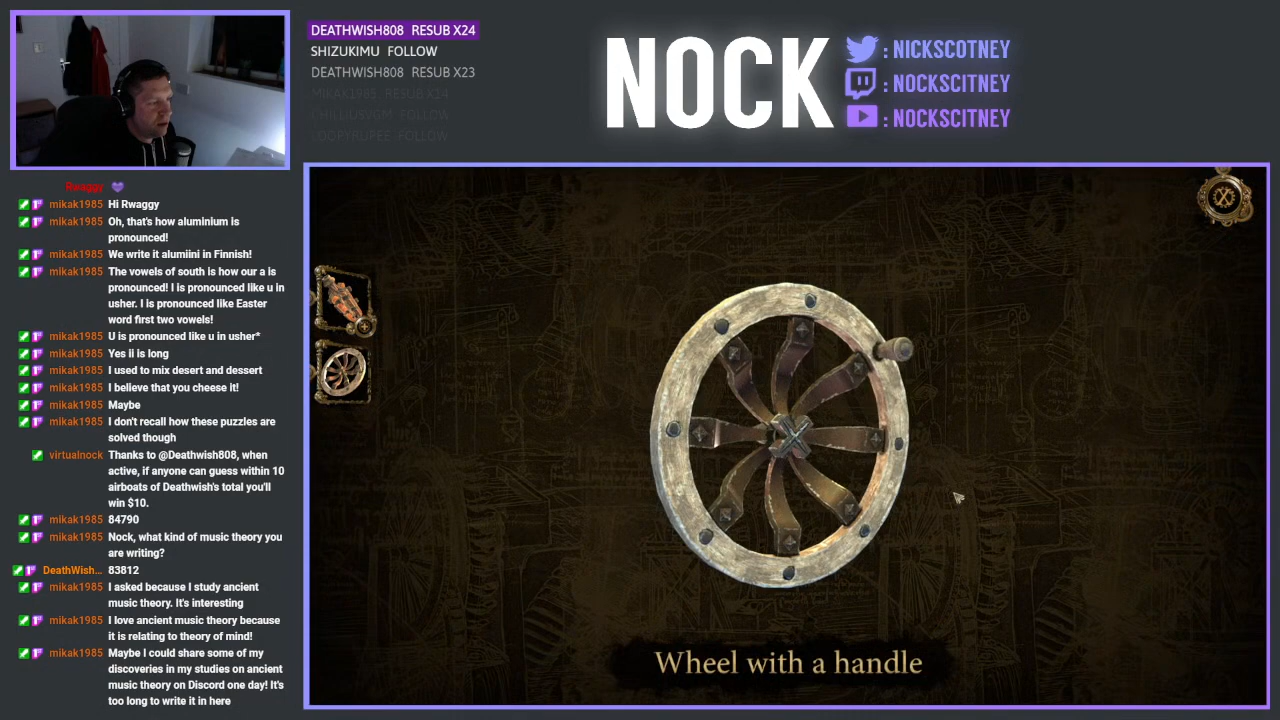 DEATHWISH808 RESUB X24
SHIZUKIMU FOLLOW
DEATHWISH808 RESUB X23
MIKAK1985 RESUB X14
LOOPYRUPEE FOLLOW
NOCK
: NICKSCOTNEY
: NOCKSCITNEY
: NOCKSCITNEY
Rwaggy
mikak1985 Hi Rwaggy
mikak1985 Oh, that's how aluminium is
pronounced!
mikak1985 We write it alumiini in Finnish!
mikak1985 The vowels of south is how our a is
pronounced! I is pronounced like u in
usher. I is pronounced like Easter
word first two vowels!
mikak1985 U is pronounced like u in usher*
mikak1985 Yes ii is long
mikak1985 I used to mix desert and dessert
mikak1985 I believe that you cheese it!
mikak1985 Maybe
mikak1985 I don't recall how these puzzles are
solved though
virtualnock Thanks to @Deathwish808, when
active, if anyone can guess within 10
airboats of Deathwish's total you'll
win $10.
mikak1985 84790
mikak1985 Nock, what kind of music theory you
are writing?
DeathWish... 83812
mikak1985 I asked because I study ancient
music theory. It's interesting
mikak1985 I love ancient music theory because
it is relating to theory of mind!
mikak1985 Maybe I could share some of my
discoveries in my studies on ancient
music theory on Discord one day! It's
too long to write it in here
Wheel with a handle